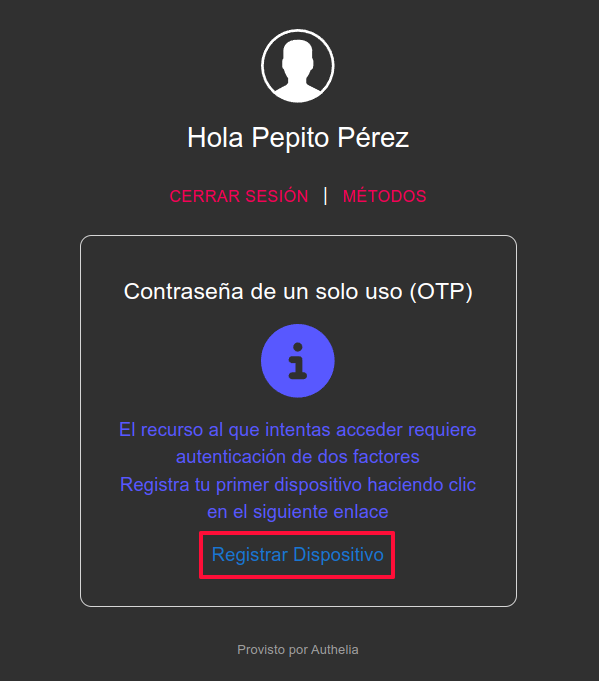 Hola Pepito Pérez
CERRAR SESIÓN | MÉTODOS
Contraseña de un solo uso (OTP)
El recurso al que intentas acceder requiere
autenticación de dos factores
Registra tu primer dispositivo haciendo clic
en el siguiente enlace
Registrar Dispositivo
Provisto por Authelia